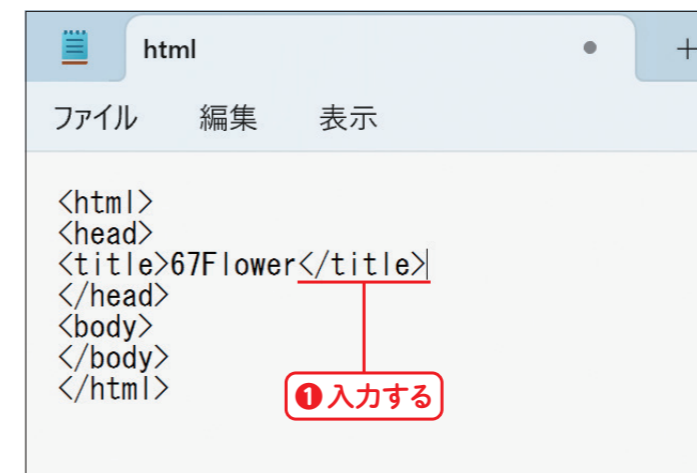 html
+
ファイル 編集 表示
<html>
<head>
<title>67Flower</title>
</head>
<body>
</body>
</html>
❶入力する